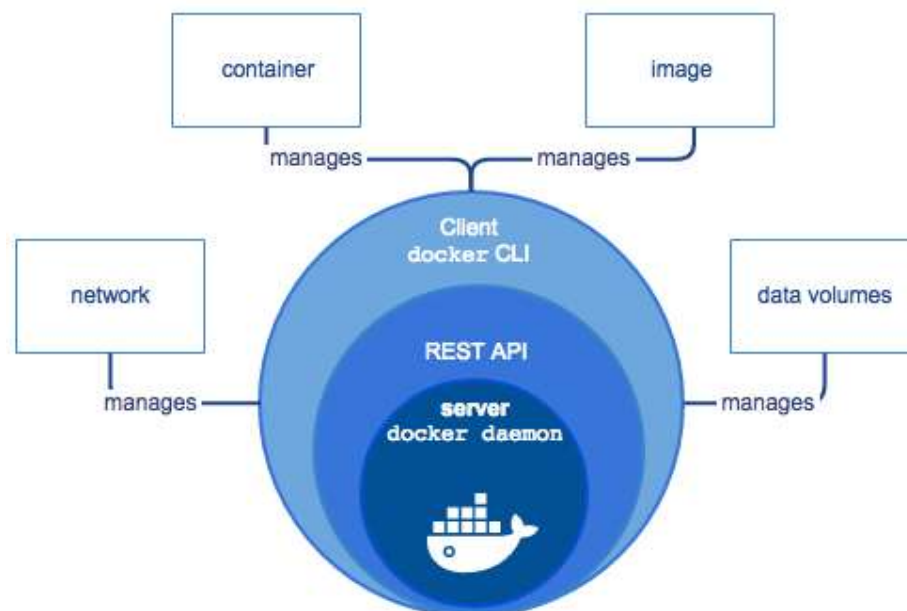 container
image
manages
manages
Client
docker CLI
network
data volumes
REST API
manages
server
manages
docker daemon